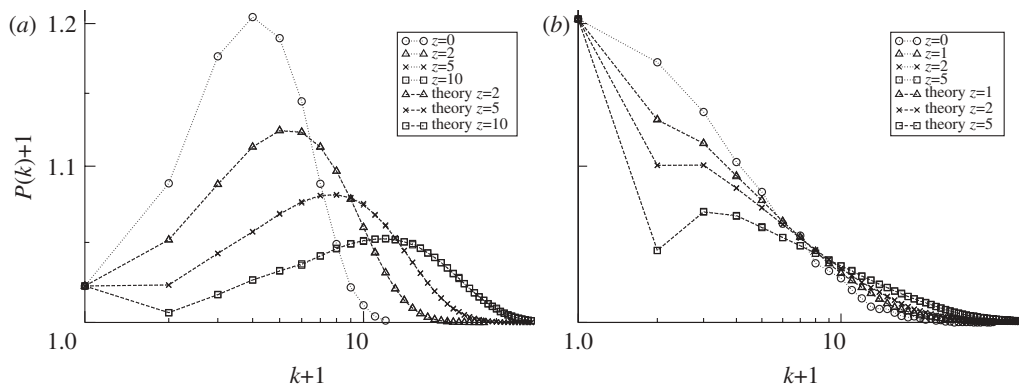 (a)
1.2
z=0
z=2
z=5
z=10
theory z=2
theory z=5
theory z=10
P(k)+1
1.1
1.0
10
k+1
(b)
z=0
z=1
z=2
z=5
theory z=1
theory z=2
theory z=5
1.0
10
k+1